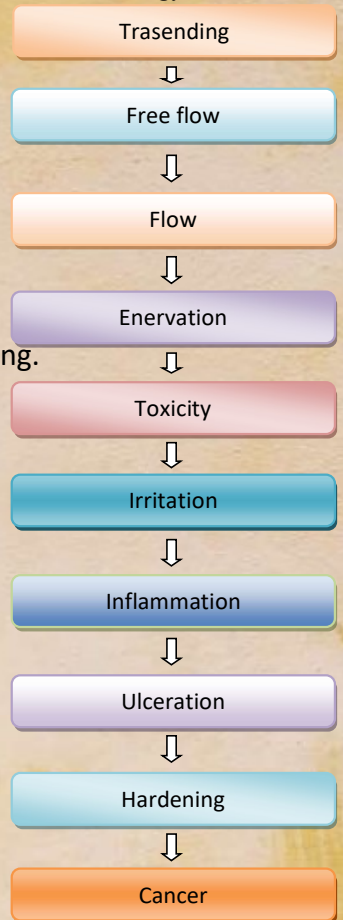 Trasending
Free flow
Flow
Enervation
ng.
Toxicity
Irritation
Inflammation
Ulceration
Hardening
Cancer